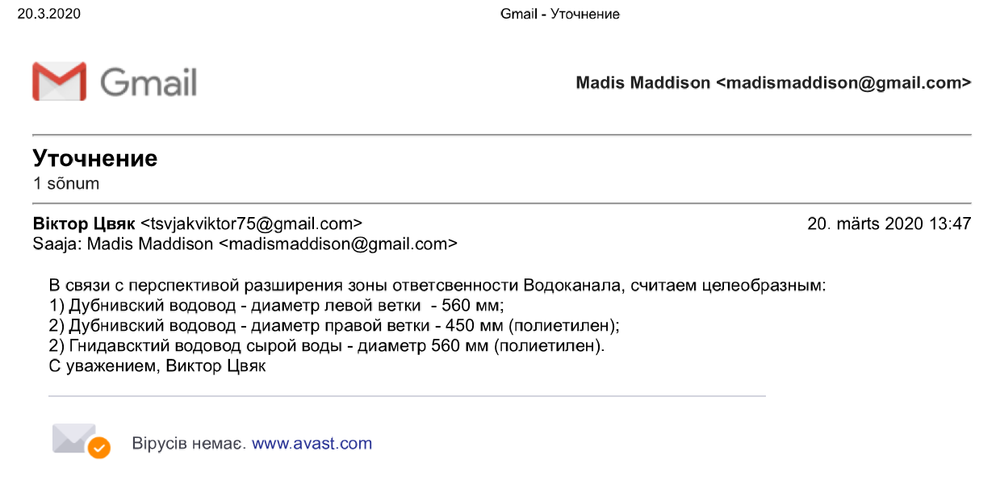 20.3.2020 Gmail - Уточнение
Gmail Madis Maddison <madismaddison@gmail.com>
Уточнение
1 sõnum
Віктор Цвяк <tsvjakviktor75@gmail.com> 20. märts 2020 13:47
Saaja: Madis Maddison <madismaddison@gmail.com>
В связи с перспективой разширения зоны ответсвенности Водоканала, считаем целеобразным:
1) Дубнивский водовод - диаметр левой ветки - 560 мм;
2) Дубнивский водовод - диаметр правой ветки - 450 мм (полиетилен);
2) Гнидавсктий водовод сырой воды - диаметр 560 мм (полиетилен).
С уважением, Виктор Цвяк
Вірусів немає. www.avast.com